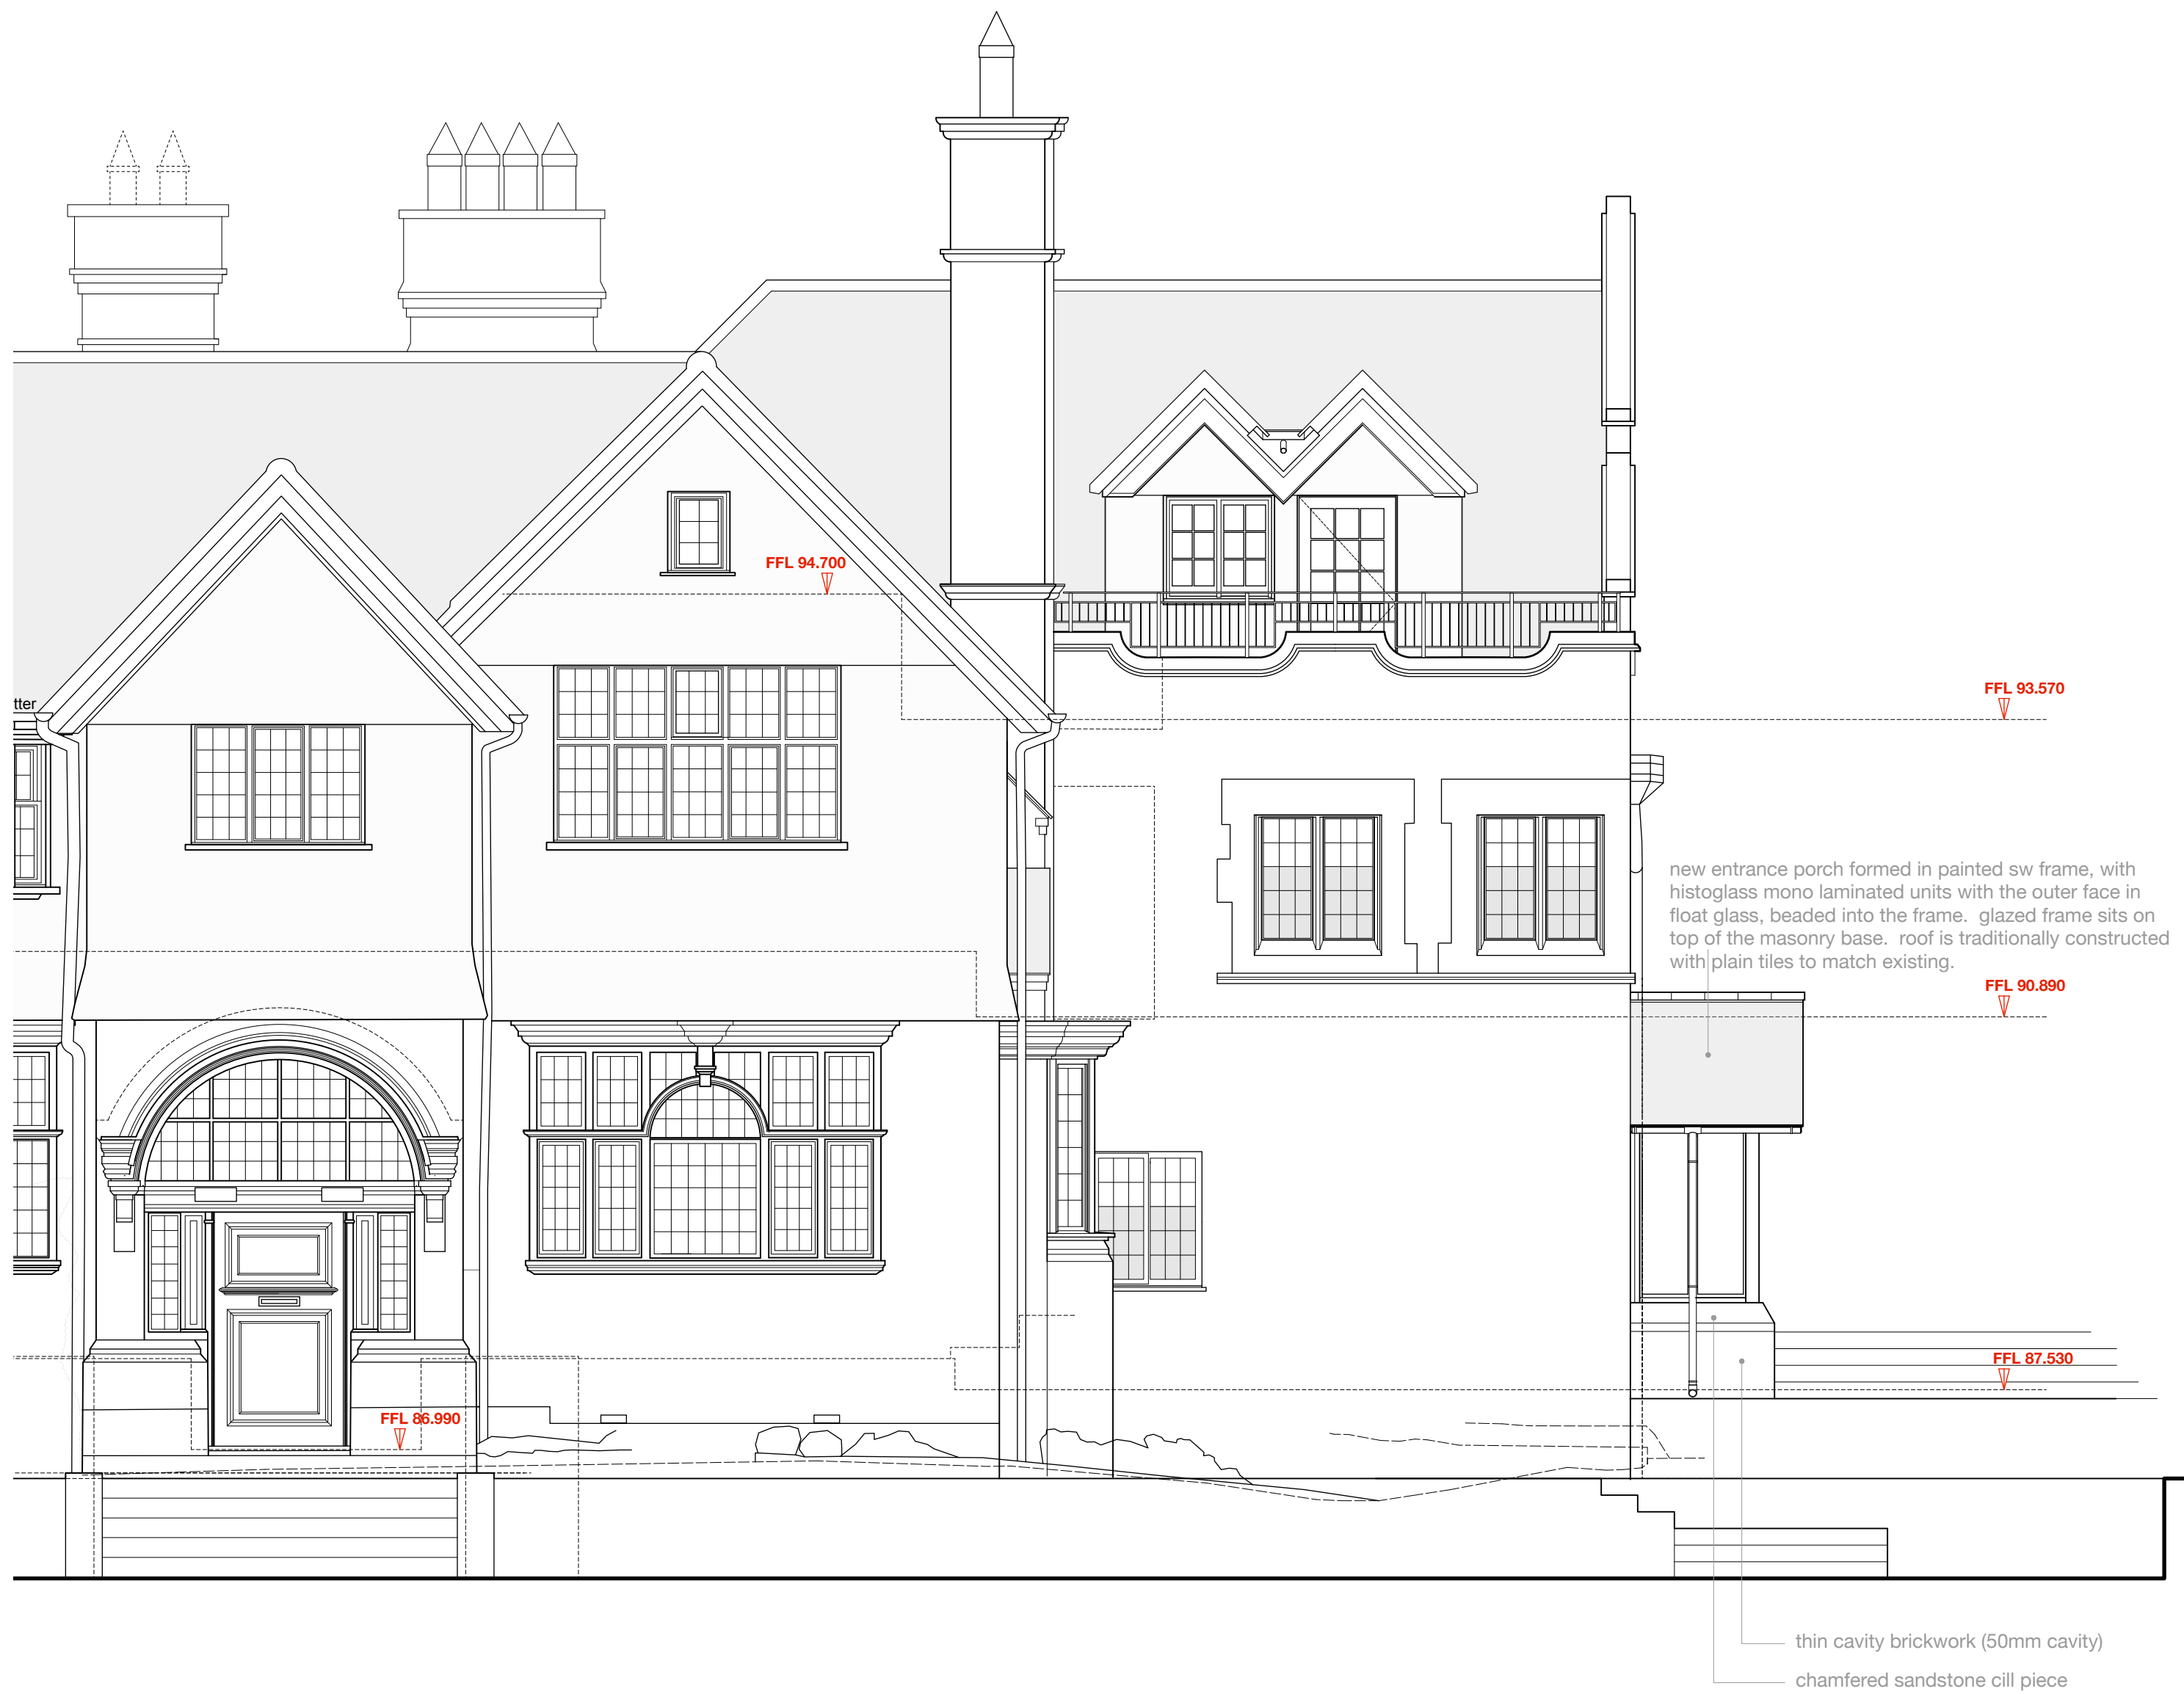 FFL 94.700
FFL 93.570
tter
new entrance porch formed in painted sw frame, with
histoglass mono laminated units with the outer face in
float glass, beaded into the frame.  glazed frame sits on
top of the masonry base.  roof is traditionally constructed
with plain tiles to match existing.
FFL 90.890
FFL 87.530
FFL 86.990
thin cavity brickwork (50mm cavity)
chamfered sandstone cill piece